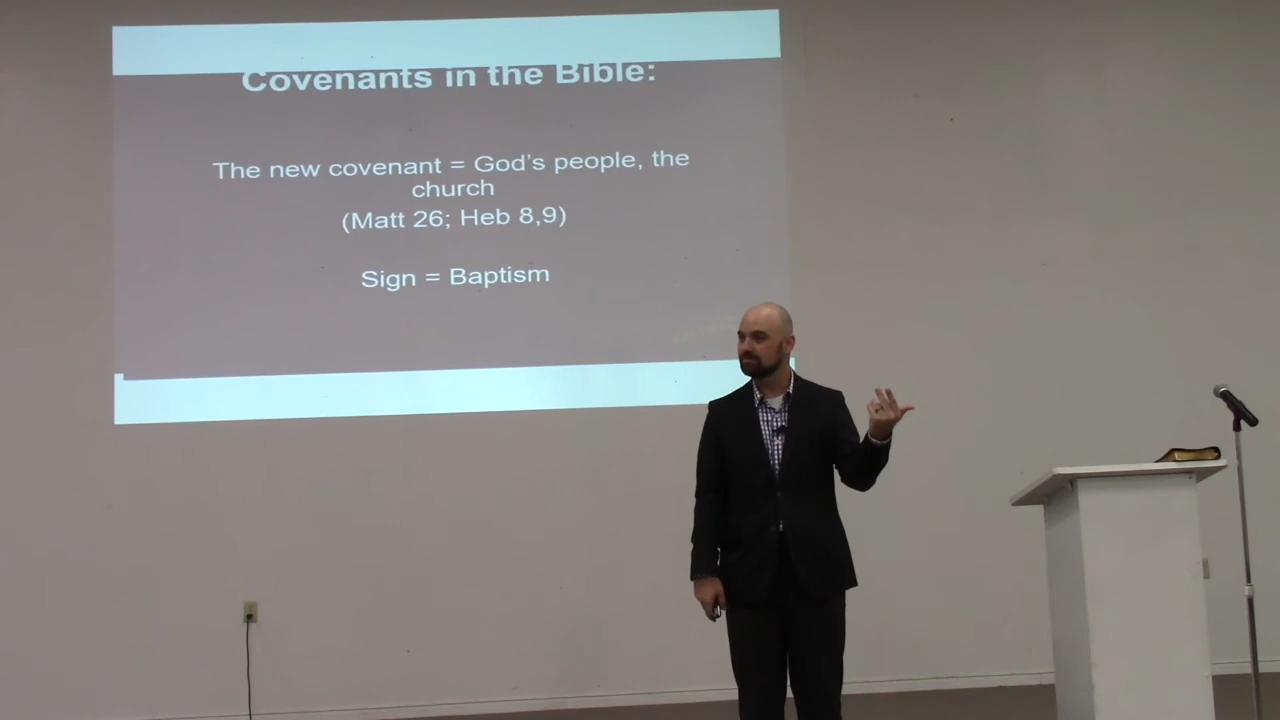 Covenants in the Bible:
The new covenant = God's people, the
church
(Matt 26; Heb 8,9)
Sign = Baptism